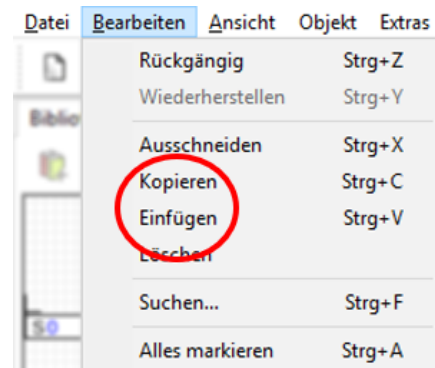 Datei Bearbeiten Ansicht Objekt Extras
Rückgängig Strg+Z
Wiederherstellen Strg+Y
Ausschneiden Strg+X
Kopieren Strg+C
Einfügen Strg+V
Löschen
Suchen... Strg+F
Alles markieren Strg+A